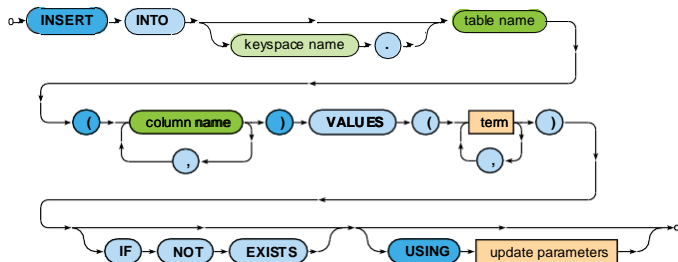 INSERT INTO table name
keyspace name .
( column name ) VALUES ( term )
, ,
IF NOT EXISTS USING update parameters